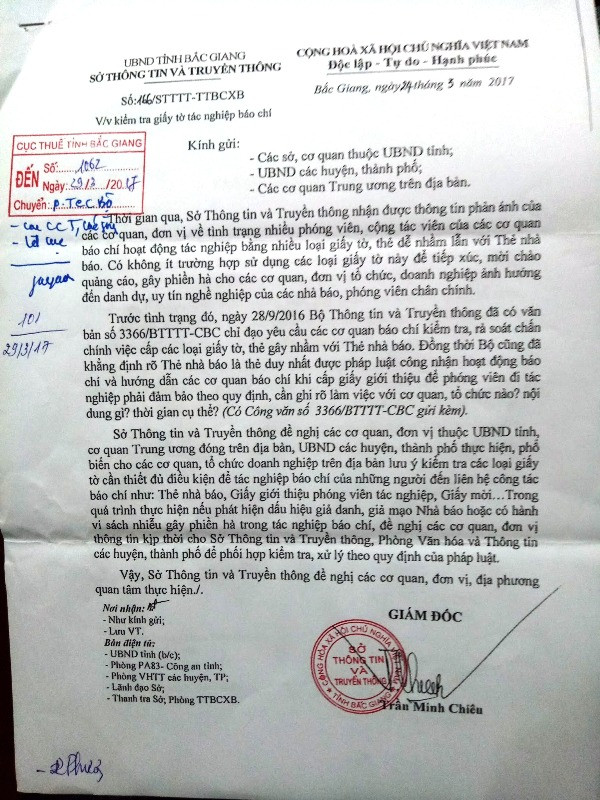 UBND TỈNH BẮC GIANG
SỞ THÔNG TIN VÀ TRUYỀN THÔNG
CỘNG HOÀ XÃ HỘI CHỦ NGHĨA VIỆT NAM
Độc lập - Tự do - Hạnh phúc
Số:166/STTTT-TTBCXB
V/v kiểm tra giấy tờ tác nghiệp báo chí
Bắc Giang, ngày 24 tháng 3 năm 2017
CỤC THUẾ TỈNH BẮC GIANG
ĐẾN
Số: 1062
Ngày: 29/3/2017
Chuyển: P.TCCBộ
Kính gửi:
- Các sở, cơ quan thuộc UBND tỉnh;
- UBND các huyện, thành phố;
- Các cơ quan Trung ương trên địa bàn.
Thời gian qua, Sở Thông tin và Truyền thông nhận được thông tin phản ánh của
các cơ quan, đơn vị về tình trạng nhiều phóng viên, cộng tác viên của các cơ quan
báo chí hoạt động tác nghiệp bằng nhiều loại giấy tờ, thẻ dễ nhầm lẫn với Thẻ nhà
báo. Có không ít trường hợp sử dụng các loại giấy tờ này để tiếp xúc, mời chào
quảng cáo, gây phiền hà cho các cơ quan, đơn vị tổ chức, doanh nghiệp ảnh hưởng
đến danh dự, uy tín nghề nghiệp của các nhà báo, phóng viên chân chính.
101
29/3/17
Trước tình trạng đó, ngày 28/9/2016 Bộ Thông tin và Truyền thông đã có văn
bản số 3366/BTTTT-CBC chỉ đạo yêu cầu các cơ quan báo chí kiểm tra, rà soát chấn
chỉnh việc cấp các loại giấy tờ, thẻ gây nhầm với Thẻ nhà báo. Đồng thời Bộ cũng đã
khẳng định rõ Thẻ nhà báo là thẻ duy nhất được pháp luật công nhận hoạt động báo
chí và hướng dẫn các cơ quan báo chí khi cấp giấy giới thiệu để phóng viên đi tác
nghiệp phải đảm bảo theo quy định, cần ghi rõ làm việc với cơ quan, tổ chức nào? nội
dung gì? thời gian cụ thể? (Có Công văn số 3366/BTTTT-CBC gửi kèm).
Sở Thông tin và Truyền thông đề nghị các cơ quan, đơn vị thuộc UBND tỉnh,
cơ quan Trung ương đóng trên địa bàn, UBND các huyện, thành phố thực hiện, phổ
biến cho các cơ quan, tổ chức doanh nghiệp trên địa bàn lưu ý kiểm tra các loại giấy
tờ cần thiết đủ điều kiện để tác nghiệp báo chí của những người đến liên hệ công tác
báo chí như: Thẻ nhà báo, Giấy giới thiệu phóng viên tác nghiệp, Giấy mời…Trong
quá trình thực hiện nếu phát hiện dấu hiệu giả danh, giả mạo Nhà báo hoặc có hành
vi sách nhiễu gây phiền hà trong tác nghiệp báo chí, đề nghị các cơ quan, đơn vị
thông tin kịp thời cho Sở Thông tin và Truyền thông, Phòng Văn hóa và Thông tin
các huyện, thành phố để phối hợp kiểm tra, xử lý theo quy định của pháp luật.
Vậy, Sở Thông tin và Truyền thông đề nghị các cơ quan, đơn vị, địa phương
quan tâm thực hiện./.
Nơi nhận:
- Như kính gửi;
- Lưu VT.
Bản điện tử:
- UBND tỉnh (b/c);
- Phòng PA83- Công an tỉnh;
- Phòng VHTT các huyện, TP;
- Lãnh đạo Sở;
- Thanh tra Sở; Phòng TTBCXB.
GIÁM ĐỐC
CỘNG HOÀ XÃ HỘI CHỦ NGHĨA VIỆT NAM
SỞ
THÔNG TIN
VÀ
TRUYỀN THÔNG
TỈNH BẮC GIANG
Trần Minh Chiêu